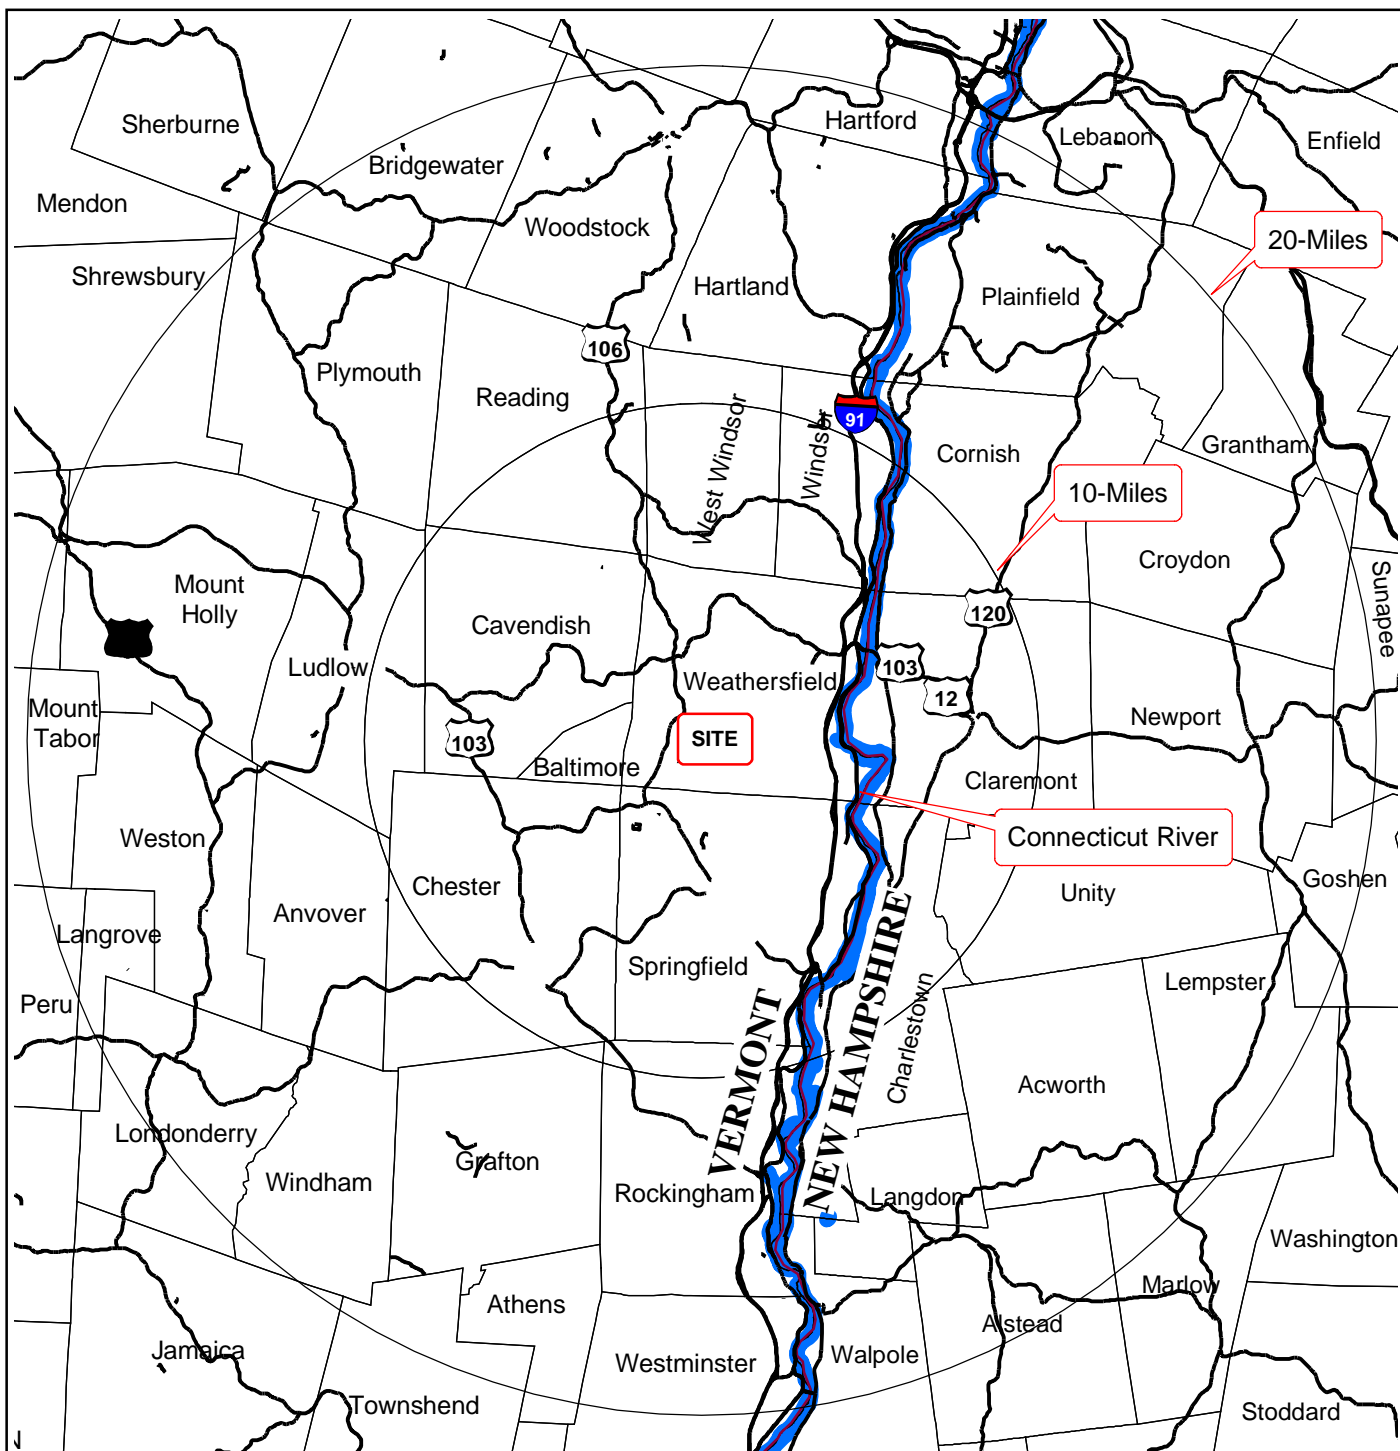 Sherburne
Hartford
Lebanon
Enfield
Bridgewater
Mendon
Woodstock
20-Miles
Shrewsbury
Hartland
Plainfield
106
Plymouth
Reading
West Windsor
Windsor
91
Cornish
Grantham
10-Miles
Croydon
Sunapee
Mount
Holly
120
Cavendish
Ludlow
Weathersfield
103
12
Mount
Tabor
103
SITE
Newport
Baltimore
Claremont
Weston
Connecticut River
Chester
Goshen
Anvover
Unity
Langrove
Springfield
Lempster
Peru
VERMONT
NEW HAMPSHIRE
Charlestown
Acworth
Londonderry
Grafton
Windham
Rockingham
Langdon
Washington
Marlow
Athens
Alstead
Jamaica
Westminster
Walpole
Townshend
Stoddard
N